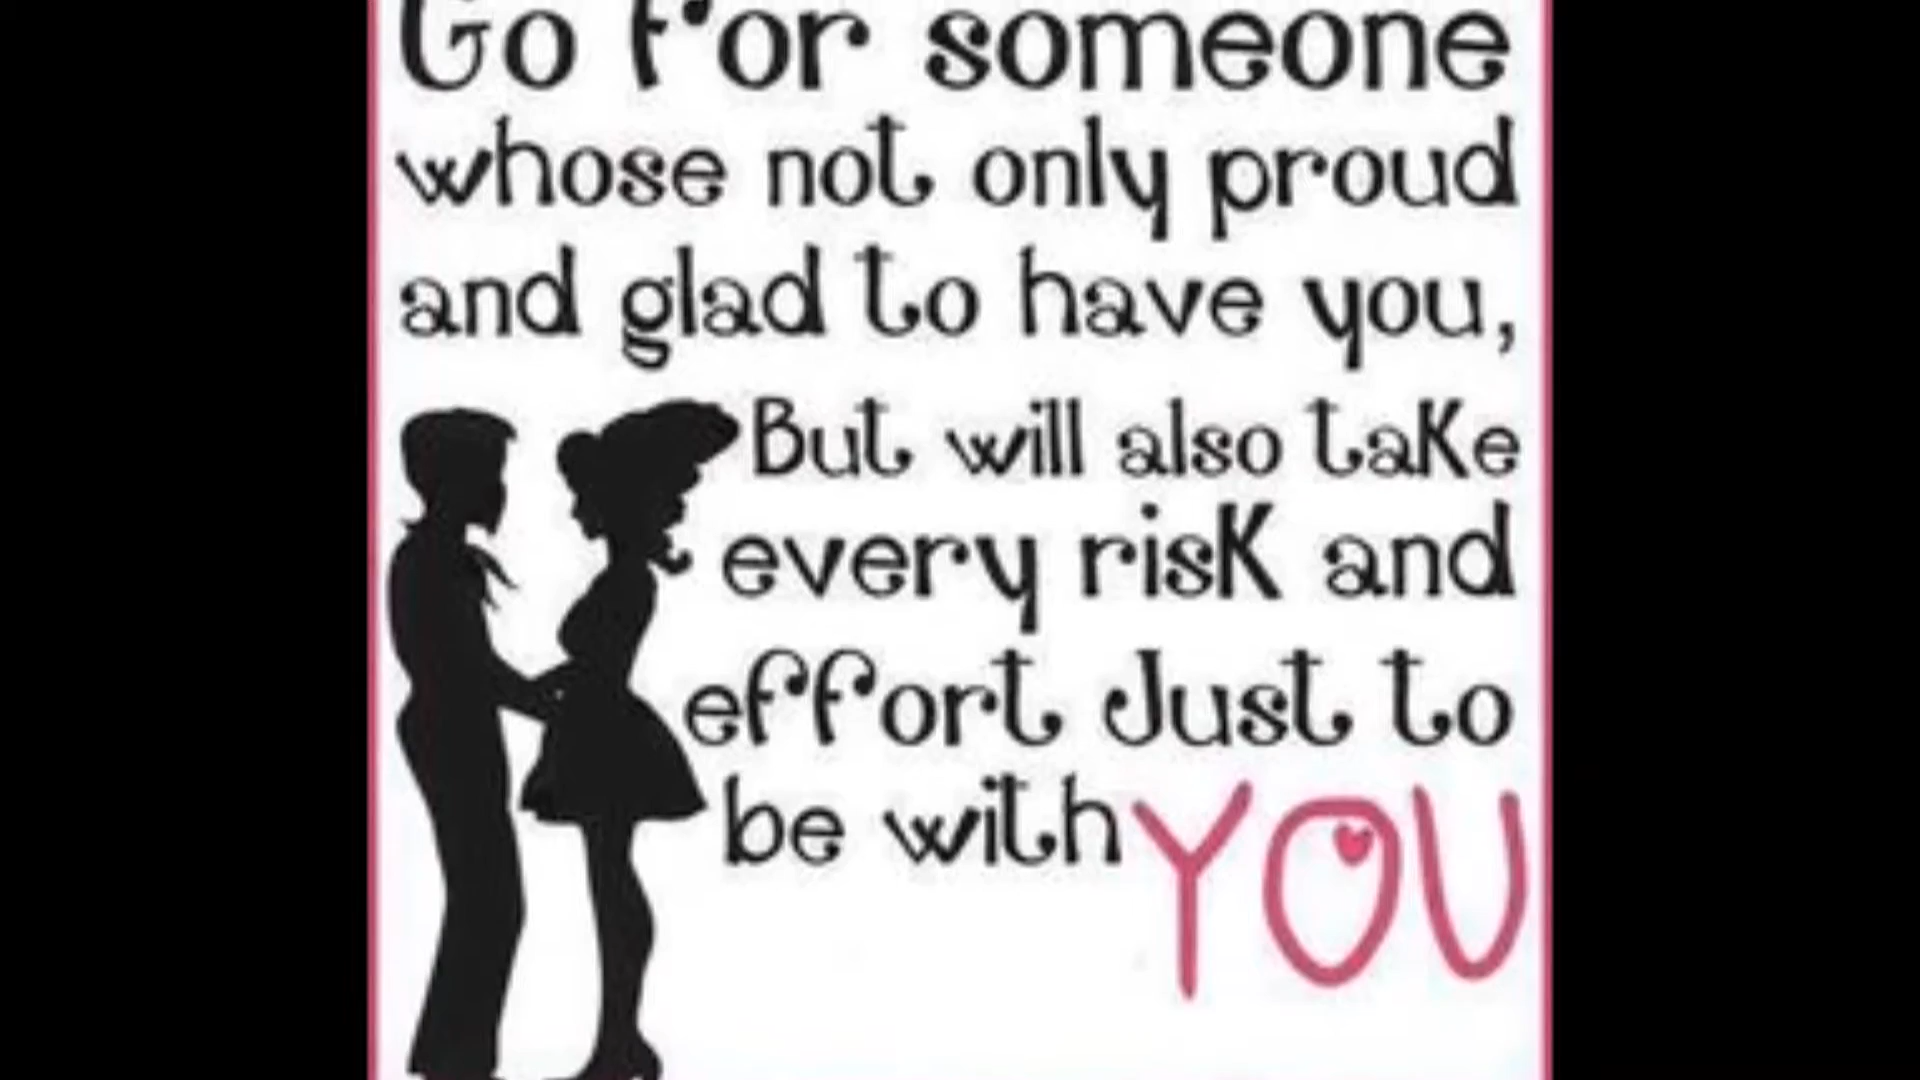 Go for someone
whose not only proud
and glad to have you,
But will also taKe
every risK and
effort Just to
be with YOU